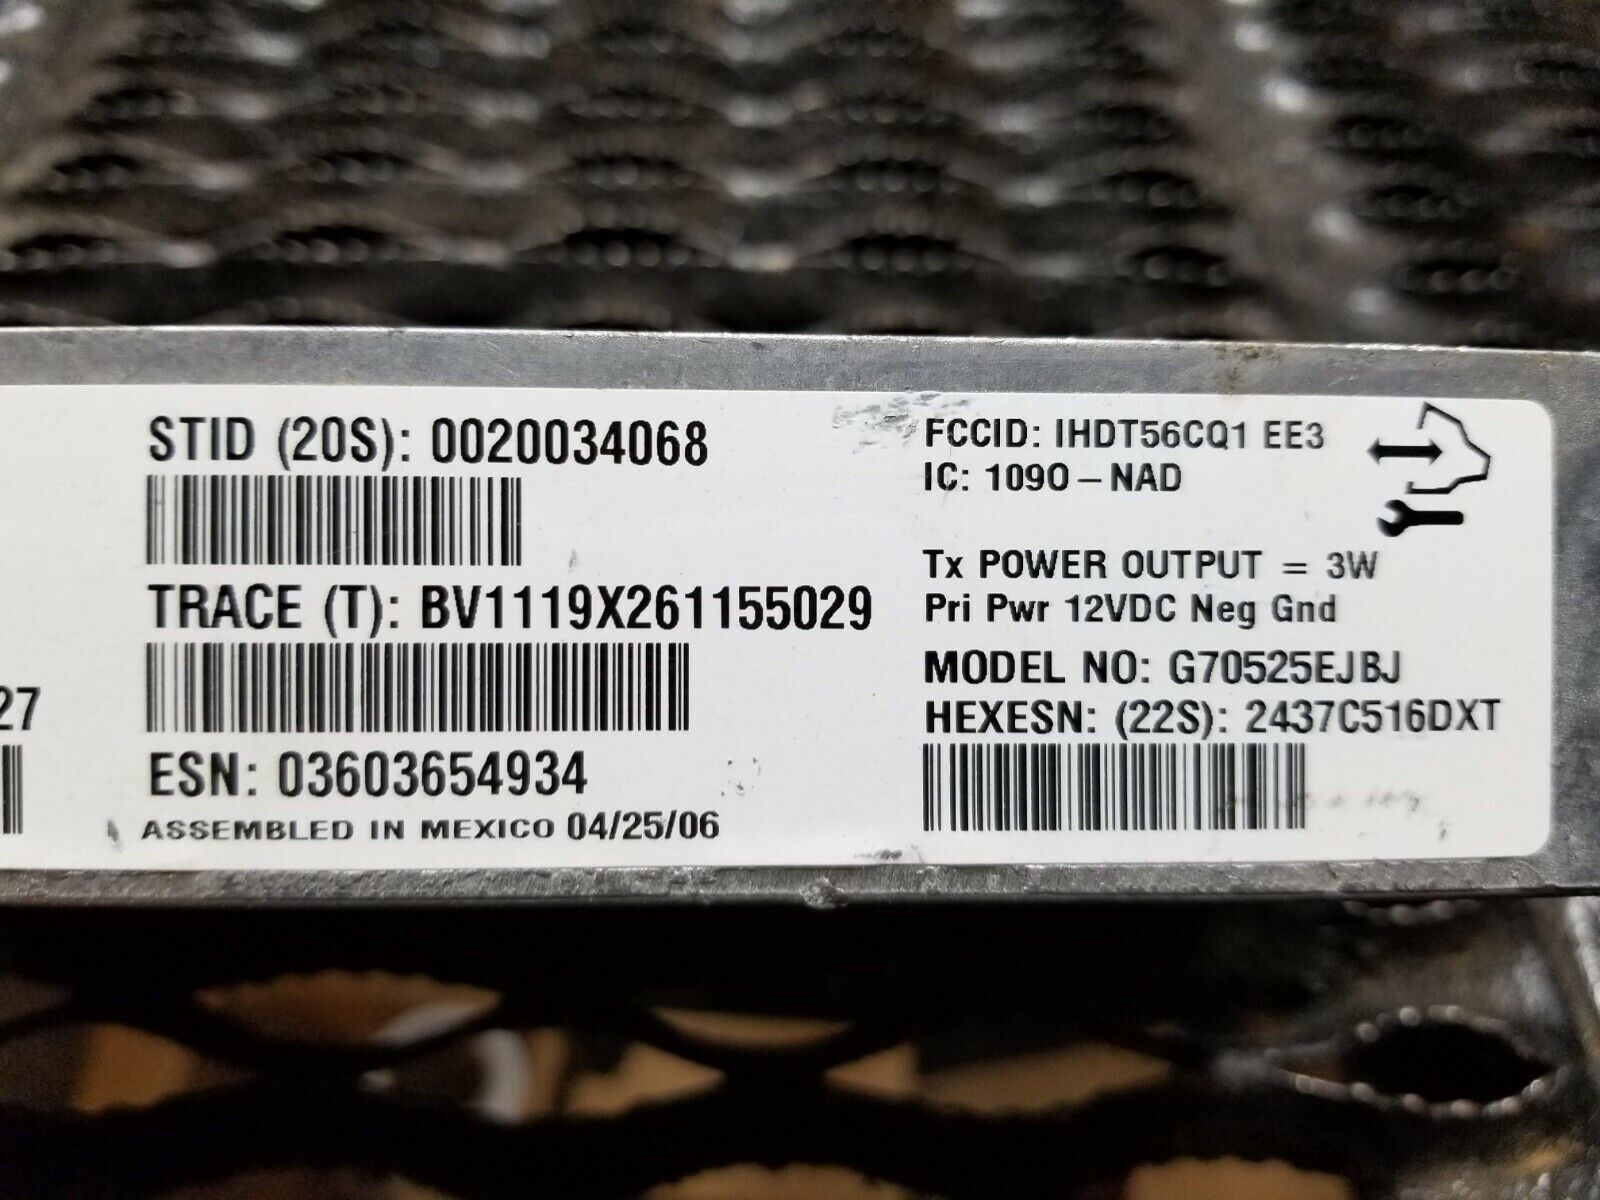 STID (20S): 0020034068
TRACE (T): BV1119X261155029
27
ESN: 03603654934
ASSEMBLED IN MEXICO 04/25/06
FCCID: IHDT56CQ1 EE3
IC: 1090 – NAD
Tx POWER OUTPUT = 3W
Pri Pwr 12VDC Neg Gnd
MODEL NO: G70525EJBJ
HEXESN: (22S): 2437C516DXT